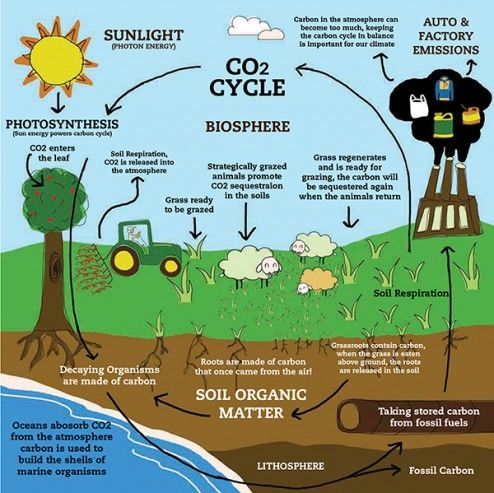 SUNLIGHT
(PHOTON ENERGY)
Carbon in the atmosphere can
become too much, keeping
the carbon cycle in balance
is important for our climate
AUTO &
FACTORY
EMISSIONS
CO2
CYCLE
BIOSPHERE
PHOTOSYNTHESIS
(Sun energy powers carbon cycle)
CO2 enters
the leaf
Soil Respiration,
CO2 is released into
the atmosphere
Strategically grazed
animals promote
CO2 sequestraion
in the soils
Grass regenerates
and is ready for
grazing, the carbon will
be sequestered again
when the animals return
Grass ready
to be grazed
Soil Respiration
Decaying Organisms
are made of carbon
Roots are made of carbon
that once came from the air!
Grassroots contain carbon,
when the grass is eaten
above ground, the roots
are released in the soil
SOIL ORGANIC
MATTER
Taking stored carbon
from fossil fuels
Oceans abosorb CO2
from the atmosphere
carbon is used to
build the shells of
marine organisms
LITHOSPHERE
Fossil Carbon